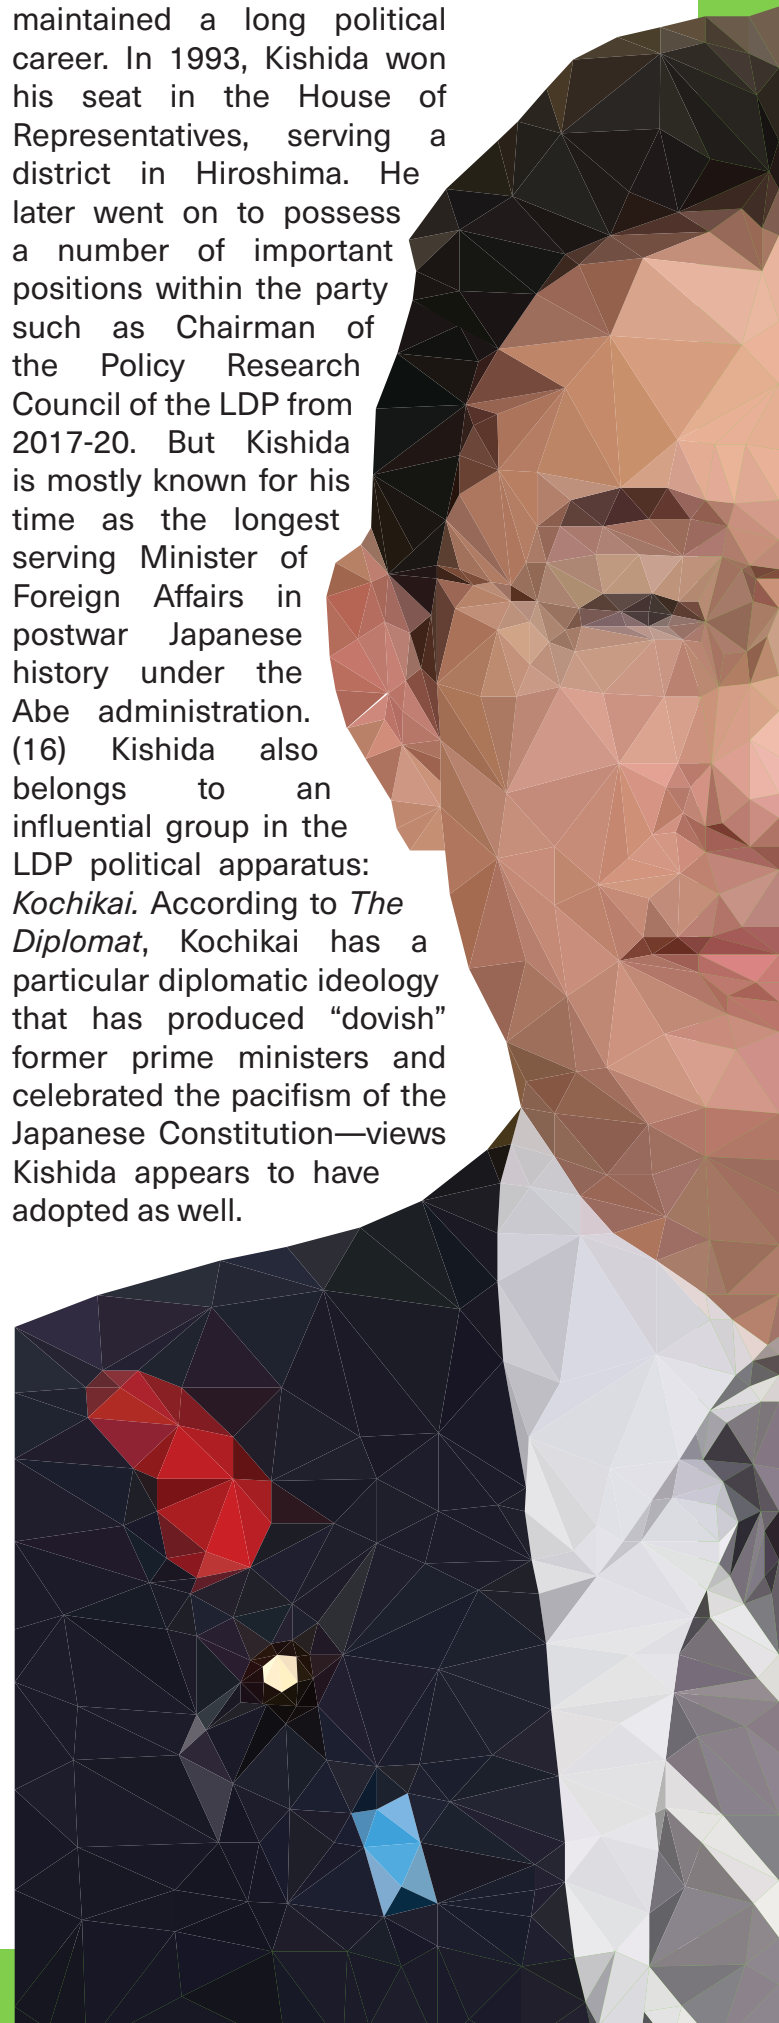 maintained a long political
career. In 1993, Kishida won
his seat in the House of
Representatives, serving a
district in Hiroshima. He
later went on to possess
a number of important
positions within the party
such as Chairman of
the Policy Research
Council of the LDP from
2017-20. But Kishida
is mostly known for his
time as the longest
serving Minister of
Foreign Affairs in
postwar Japanese
history under the
Abe administration.
(16) Kishida also
belongs to an
influential group in the
LDP political apparatus:
Kochikai. According to The
Diplomat, Kochikai has a
particular diplomatic ideology
that has produced “dovish”
former prime ministers and
celebrated the pacifism of the
Japanese Constitution—views
Kishida appears to have
adopted as well.